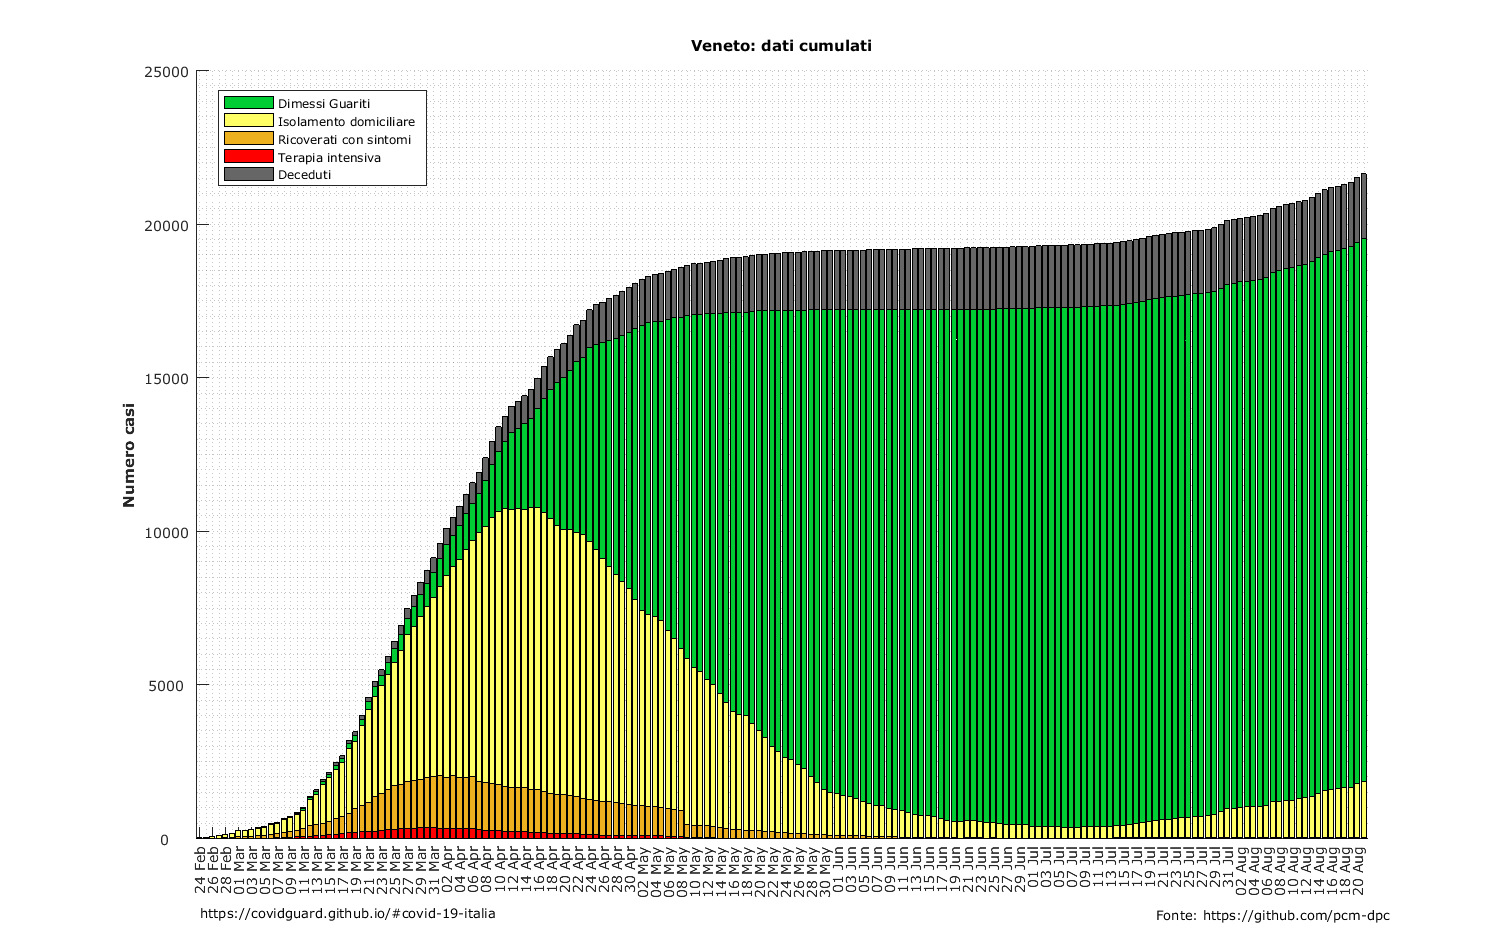 Veneto: dati cumulati
25000
20000
15000
10000
5000
0
Numero casi
Dimessi Guariti
Isolamento domiciliare
Ricoverati con sintomi
Terapia intensiva
Deceduti
24 Feb
26 Feb
28 Feb
01 Mar
03 Mar
05 Mar
07 Mar
09 Mar
11 Mar
13 Mar
15 Mar
17 Mar
19 Mar
21 Mar
23 Mar
25 Mar
27 Mar
29 Mar
31 Mar
02 Apr
04 Apr
06 Apr
08 Apr
10 Apr
12 Apr
14 Apr
16 Apr
18 Apr
20 Apr
22 Apr
24 Apr
26 Apr
28 Apr
30 Apr
02 May
04 May
06 May
08 May
10 May
12 May
14 May
16 May
18 May
20 May
22 May
24 May
26 May
28 May
30 May
01 Jun
03 Jun
05 Jun
07 Jun
09 Jun
11 Jun
13 Jun
15 Jun
17 Jun
19 Jun
21 Jun
23 Jun
25 Jun
27 Jun
29 Jun
01 Jul
03 Jul
05 Jul
07 Jul
09 Jul
11 Jul
13 Jul
15 Jul
17 Jul
19 Jul
21 Jul
23 Jul
25 Jul
27 Jul
29 Jul
31 Jul
02 Aug
04 Aug
06 Aug
08 Aug
10 Aug
12 Aug
14 Aug
16 Aug
18 Aug
20 Aug
https://covidguard.github.io/#covid-19-italia
Fonte: https://github.com/pcm-dpc